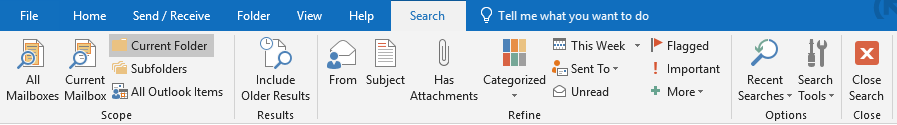 File Home Send / Receive Folder View Help Search Tell me what you want to do
All Mailboxes
Current Mailbox
Current Folder
Subfolders
All Outlook Items
Scope
Include Older Results
Results
From
Subject
Has Attachments
Categorized
This Week
Sent To
Unread
Flagged
Important
More
Refine
Recent Searches
Search Tools
Options
Close Search
Close